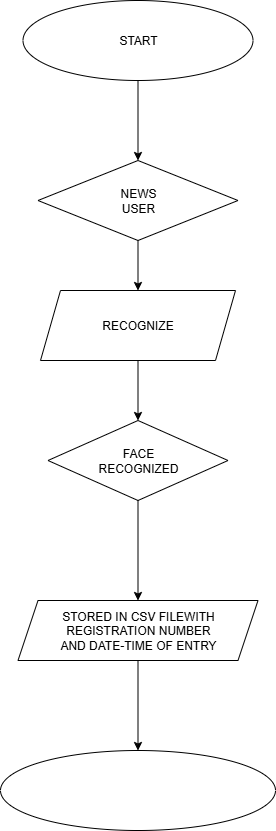 START
NEWS
USER
RECOGNIZE
FACE
RECOGNIZED
STORED IN CSV FILEWITH
REGISTRATION NUMBER
AND DATE-TIME OF ENTRY